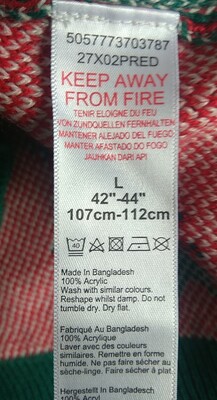 5057773703787
27X02PRED
KEEP AWAY
FROM FIRE
TENIR ELOIGNE DU FEU
VON ZUNDQUELLEN FERNHALTEN
MANTENER ALEJADO DEL FUEGO
MANTER AFASTADO DO FOGO
JAUHKAN DARI API
L
42"-44"
107cm-112cm
40
Made In Bangladesh
100% Acrylic
Wash with similar colours.
Reshape whilst damp. Do not
tumble dry. Dry flat.
Fabriqué Au Bangladesh
100% Acrylique
Laver avec des couleurs
similaires. Remettre en forme
humide. Ne pas faire sécher au
sèche-linge. Faire sécher à plat.
Hergestellt In Bangladesch
100% Acryl